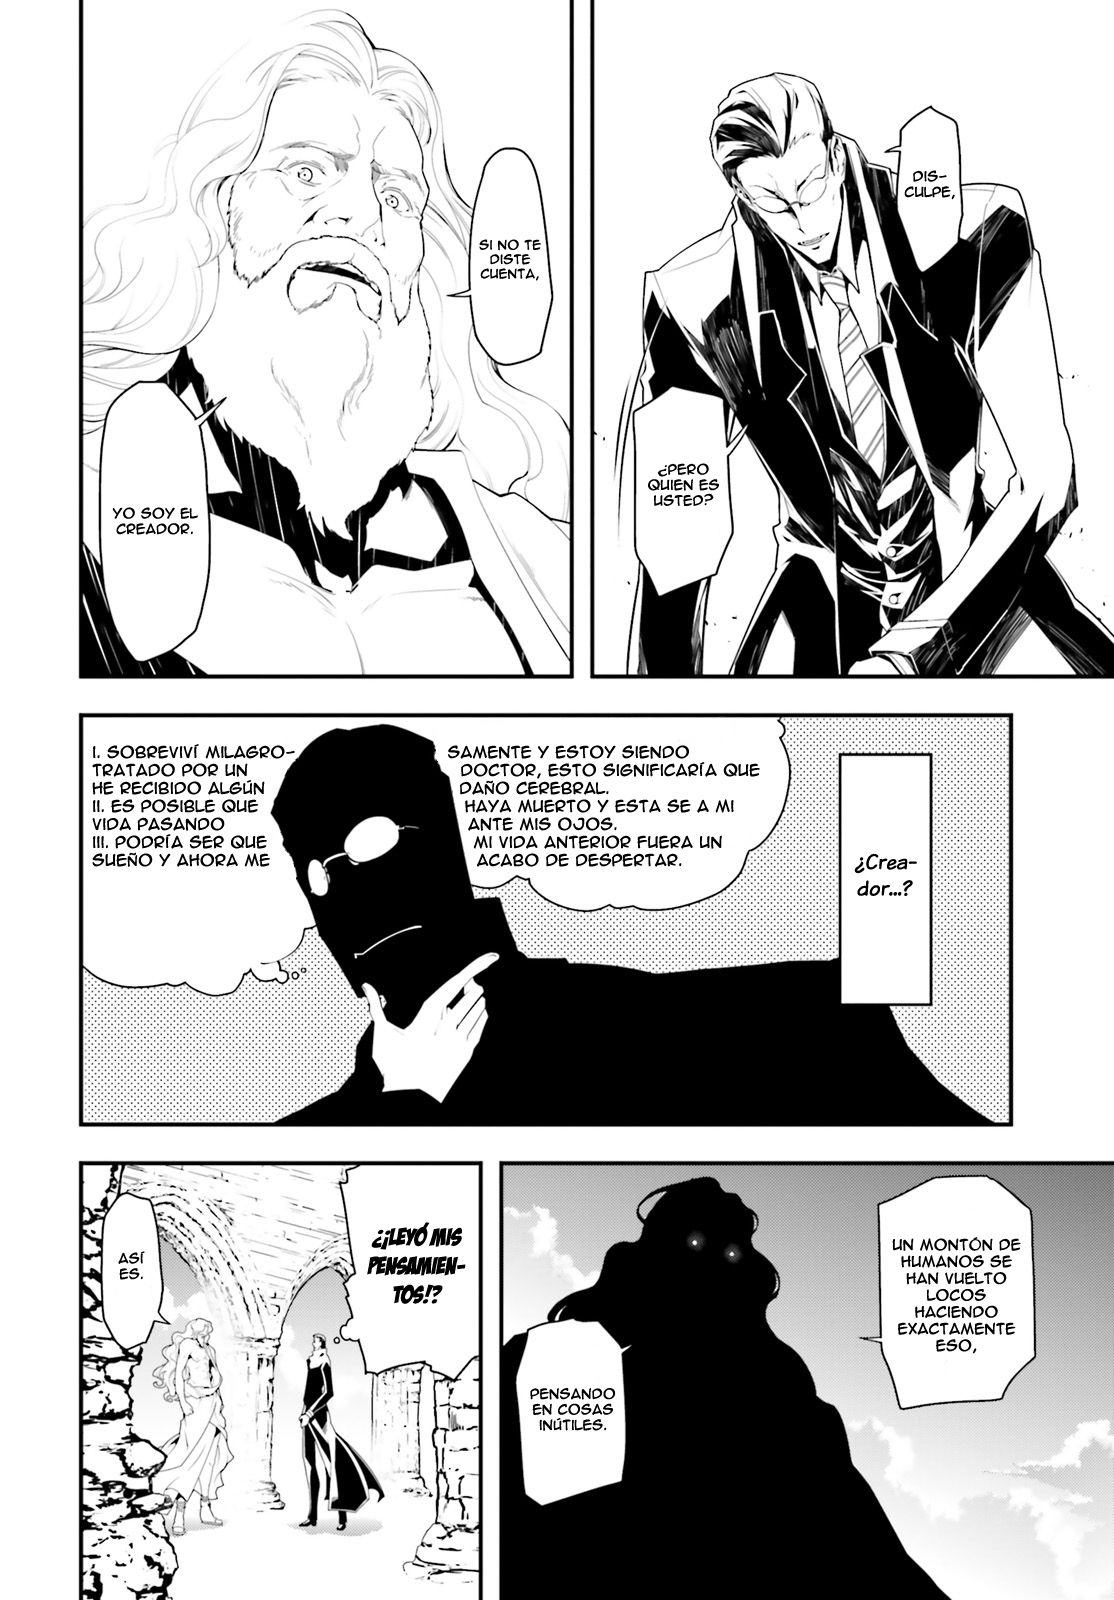 DIS-
CULPE,
¿PERO
QUIEN ES
USTED?
SI NO TE
DISTE
CUENTA,
YO SOY EL
CREADOR.
¿Crea-
dor...?
I. SOBREVIVÍ MILAGRO- SAMENTE Y ESTOY SIENDO
TRATADO POR UN DOCTOR, ESTO SIGNIFICARÍA QUE
HE RECIBIDO ALGÚN DAÑO CEREBRAL.
II. ES POSIBLE QUE HAYA MUERTO Y ESTA SE A MI
VIDA PASANDO ANTE MIS OJOS.
III. PODRÍA SER QUE MI VIDA ANTERIOR FUERA UN
SUEÑO Y AHORA ME ACABO DE DESPERTAR.
UN MONTÓN DE
HUMANOS SE
HAN VUELTO
LOCOS
HACIENDO
EXACTAMENTE
ESO,
PENSANDO
EN COSAS
INÚTILES.
¿¡LEYÓ MIS
PENSAMIEN-
TOS!?
ASÍ
ES.